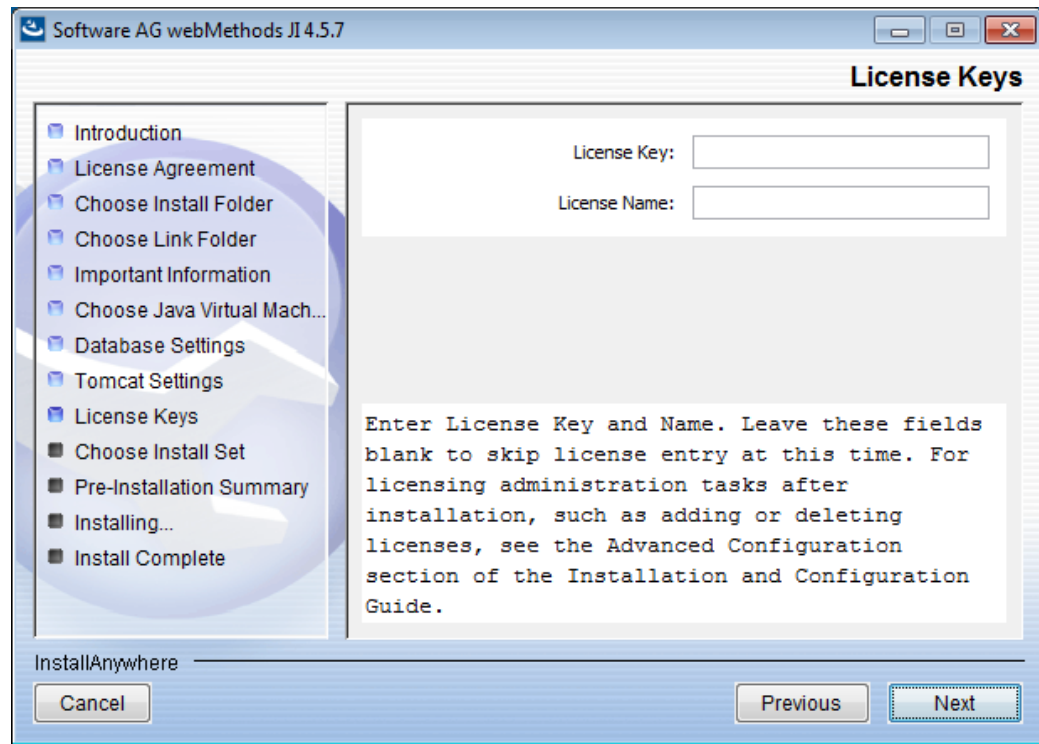 Software AG webMethods JI 4.5.7
License Keys
Introduction
License Agreement
Choose Install Folder
Choose Link Folder
Important Information
Choose Java Virtual Mach...
Database Settings
Tomcat Settings
License Keys
Choose Install Set
Pre-Installation Summary
Installing...
Install Complete
License Key:
License Name:
Enter License Key and Name. Leave these fields
blank to skip license entry at this time. For
licensing administration tasks after
installation, such as adding or deleting
licenses, see the Advanced Configuration
section of the Installation and Configuration
Guide.
InstallAnywhere
Cancel
Previous
Next